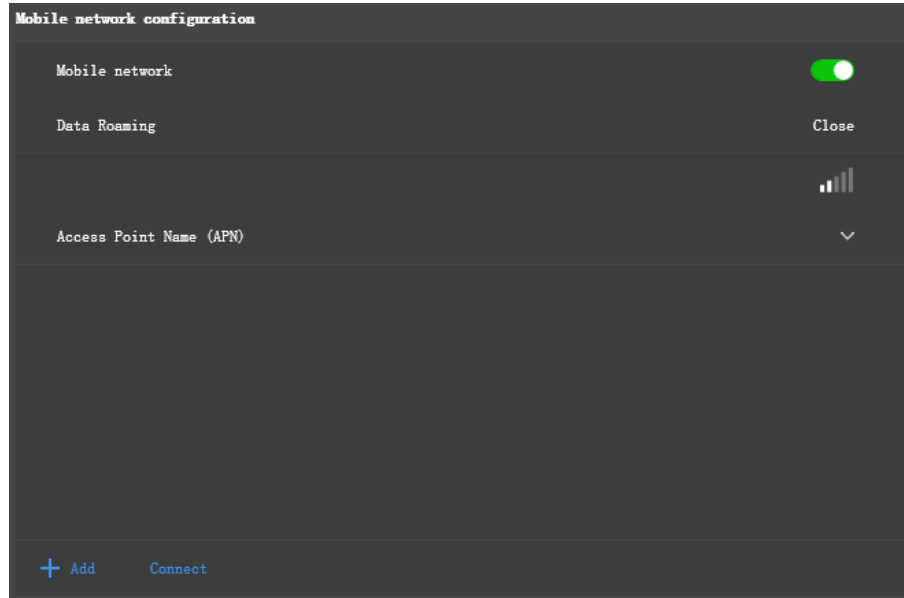 Mobile network configuration
Mobile network
Data Roaming Close
Access Point Name (APN)
Add Connect